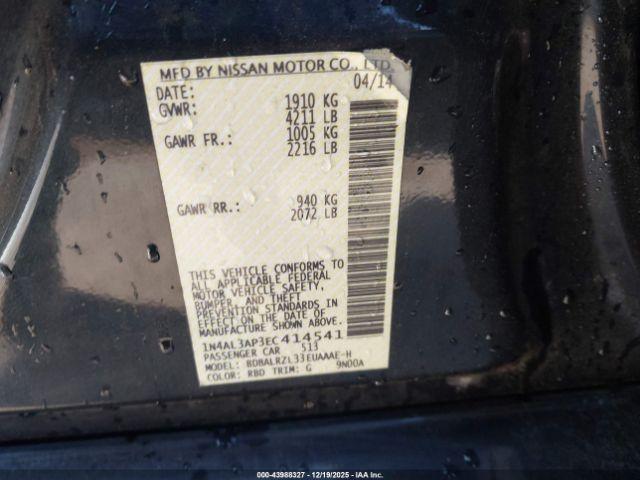 MFD BY NISSAN MOTOR CO., LTD.
DATE: 04/14
GVWR: 1910 KG
4211 LB
GAWR FR.: 1005 KG
2216 LB
GAWR RR.: 940 KG
2072 LB
THIS VEHICLE CONFORMS TO
ALL APPLICABLE FEDERAL
MOTOR VEHICLE SAFETY,
BUMPER, AND THEFT
PREVENTION STANDARDS IN
EFFECT ON THE DATE OF
MANUFACTURE SHOWN ABOVE.
1N4AL3AP3EC414541
PASSENGER CAR 513
MODEL: BDBALRZL33EUAAAE-H
COLOR: RBD TRIM: G 9N00A
000-43988327 - 12/19/2025 - IAA Inc.